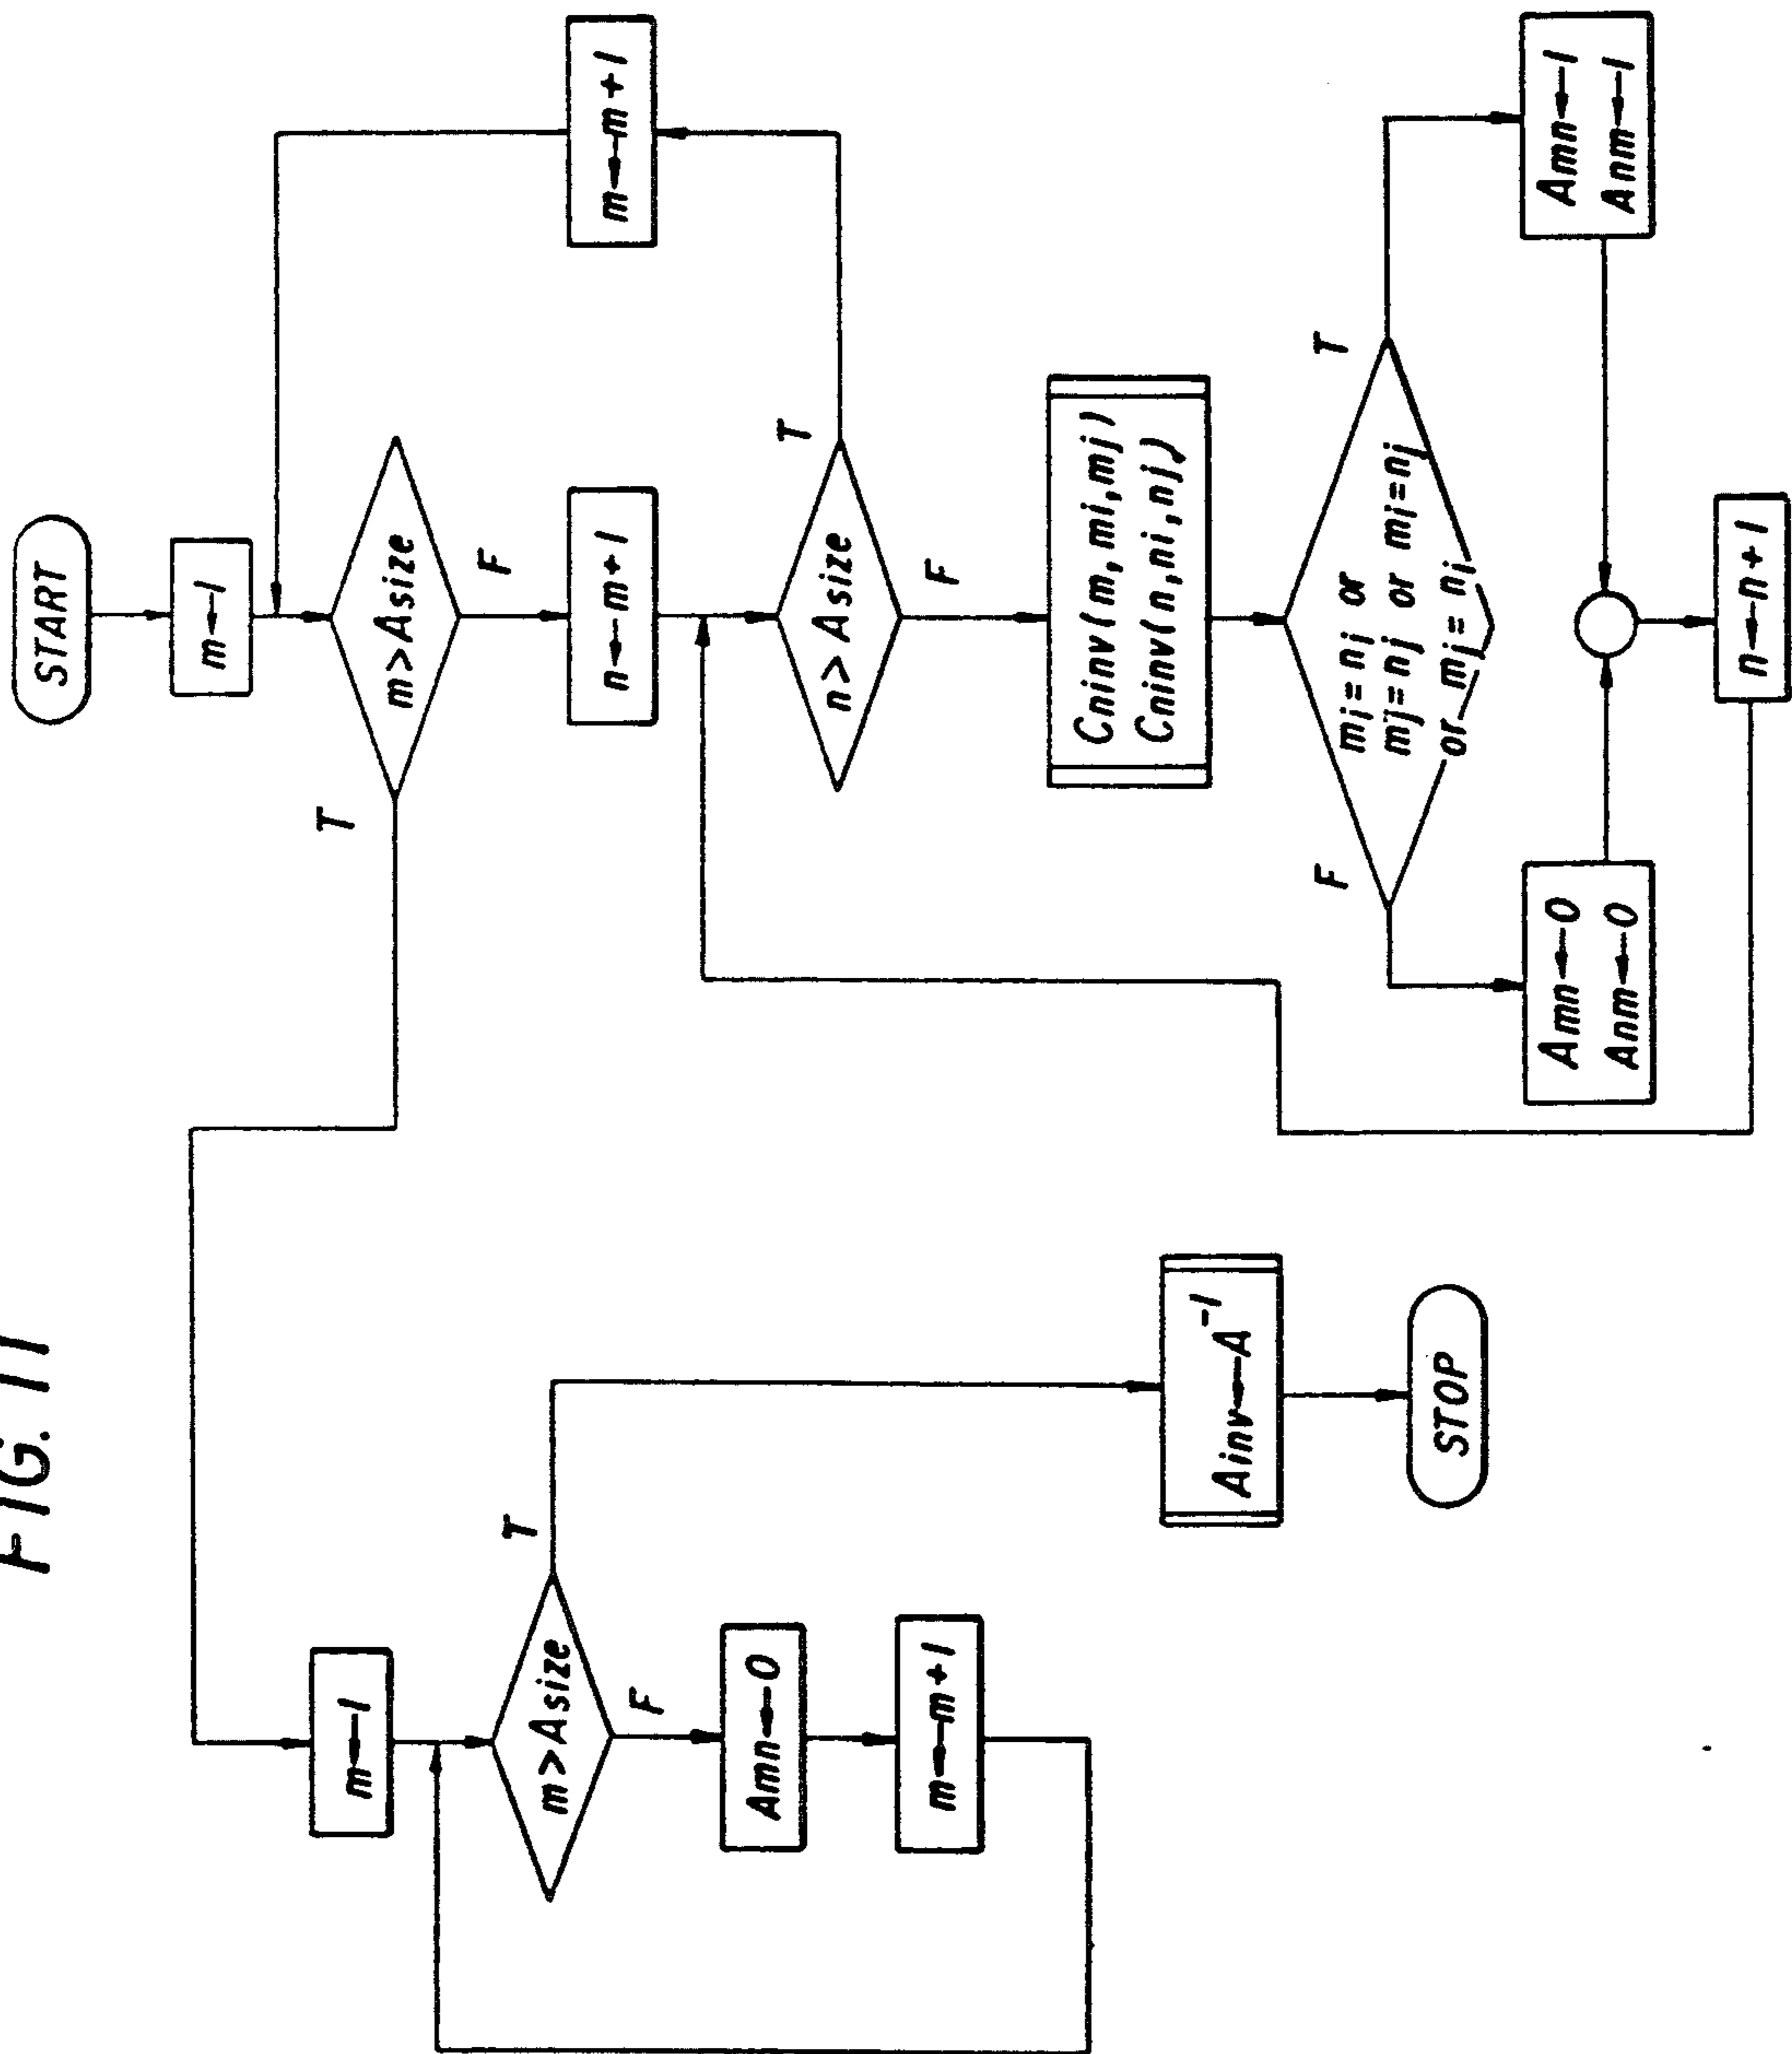 FIG. 11
START
m←1
m>Asize
T
F
n←m+1
m←m+1
n>Asize
T
F
Cninv(m,mi,mj)
Cninv(n,ni,nj)
mi=ni or
mj=nj or mi=nj
or mj=ni
F
T
Amn←0
Anm←0
Amn←1
Anm←1
n←n+1
m←1
m>Asize
T
F
Amn←0
m←m+1
Ainv←A⁻¹
STOP